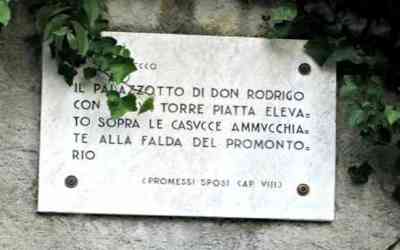 IL PALAZZOTTO DI DON RODRIGO
CON TORRE PIATTA ELEVA=
TO SOPRA LE CASVCCE AMMVCCHIA=
TE ALLA FALDA DEL PROMONTO=
RIO
(PROMESSI SPOSI CAP. VIII)